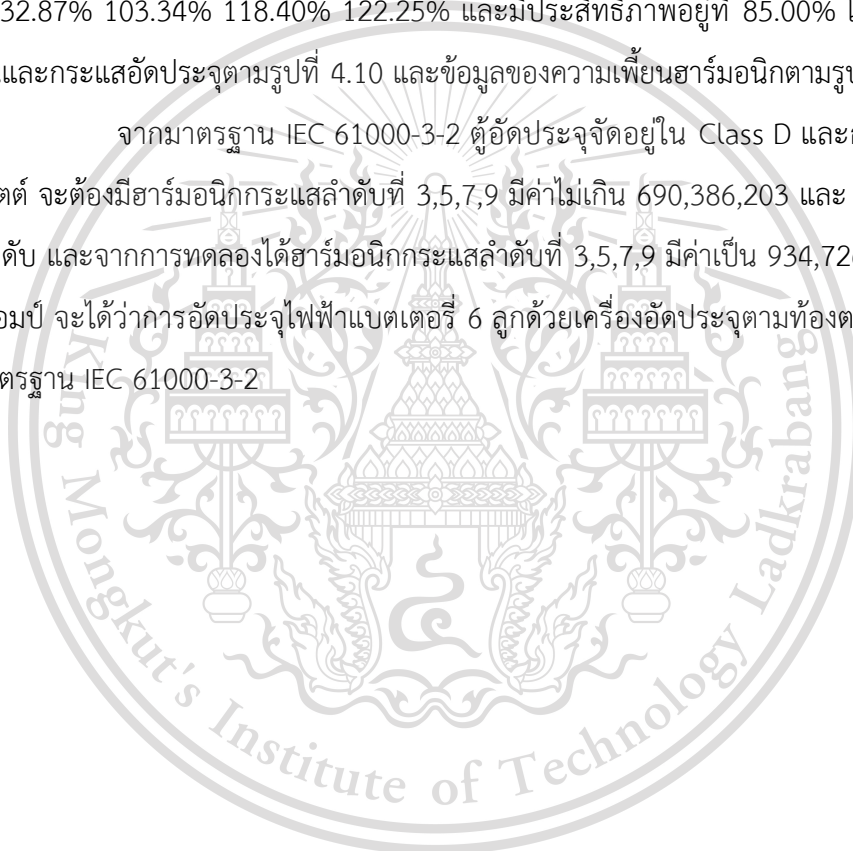 32.87% 103.34% 118.40% 122.25% และมีประสิทธิภาพอยู่ที่ 85.00%
และกระแสอัดประจุตามรูปที่ 4.10 และข้อมูลของความเพี้ยนฮาร์มอนิกตามรูป
จากมาตรฐาน IEC 61000-3-2 ตู้อัดประจุจัดอยู่ใน Class D และ
ตต์ จะต้องมีฮาร์มอนิกกระแสลำดับที่ 3,5,7,9 มีค่าไม่เกิน 690,386,203 และ
ดับ และจากการทดลองได้ฮาร์มอนิกกระแสลำดับที่ 3,5,7,9 มีค่าเป็น 934,726
อมป์ จะได้ว่าการอัดประจุไฟฟ้าแบตเตอรี่ 6 ลูกด้วยเครื่องอัดประจุตามท้องต
ตรฐาน IEC 61000-3-2
King Mongkut's Institute of Technology Ladkrabang